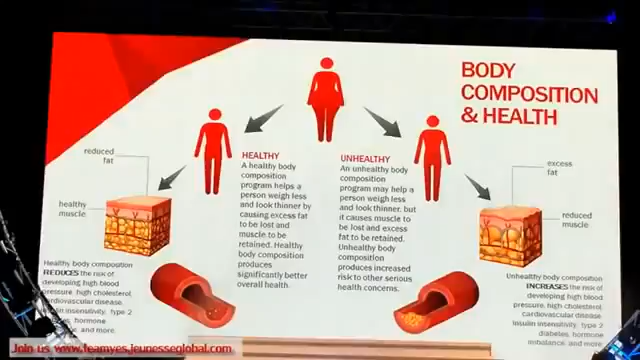 BODY
COMPOSITION
& HEALTH
reduced
fat
healthy
muscle
HEALTHY
A healthy body
composition
program helps a
person weigh less
and look thinner by
causing excess fat
to be lost and
muscle to be
retained. Healthy
body composition
produces
significantly better
overall health.
UNHEALTHY
An unhealthy body
composition
program may help a
person weigh less
and look thinner, but
it causes muscle to
be lost and excess
fat to be retained.
Unhealthy body
composition
produces increased
risk to other serious
health concerns.
excess
fat
reduced
muscle
Healthy body composition
REDUCES the risk of
developing high blood
pressure, high cholesterol,
cardiovascular disease,
insulin insensitivity, type 2
hormone
and more.
Unhealthy body composition
INCREASES the risk of
developing high blood
pressure, high cholesterol,
cardiovascular disease,
insulin insensitivity, type 2
diabetes, hormone
imbalance, and more.
Join us www.teamyes.jeunesseglobal.com